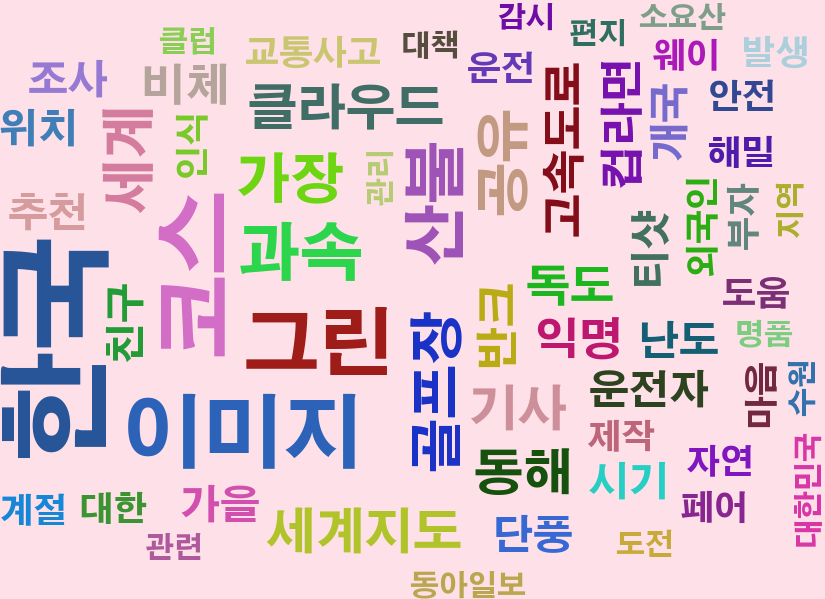 감시
편지
소요산
클럽
교통사고
대책
운전
웨이
발생
조사
비체
클라우드
고속도로
컵라면
개국
안전
위치
세계
인식
가장
관리
산불
공유
해밀
추천
코스
과속
티셧
외국인
부자
지역
한국
친구
그린
골프장
반크
독도
익명
난도
도움
명품
이미지
기사
운전자
마음
수원
제작
동해
시기
자연
대한민국
계절
대한
가을
세계지도
단풍
페어
관련
도전
동아일보